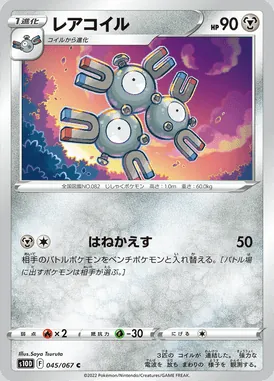 1進化
レアコイル
HP90
コイルから進化
全国図鑑NO.082 じしゃくポケモン 高さ:1.0m 重さ:60.0kg
はねかえす 50
相手のバトルポケモンをベンチポケモンと入れ替える。[バトル
場に出すポケモンは相手が選ぶ。]
弱点 ×2 抵抗力 -30 にげる
Illus. Saya Tsuruta
s10D F 045/067 C
3匹の コイルが 連結した。 強力な
電波を 放ち まわりの 様子を 観測する。
©2022 Pokémon/Nintendo/Creatures/GAME FREAK.